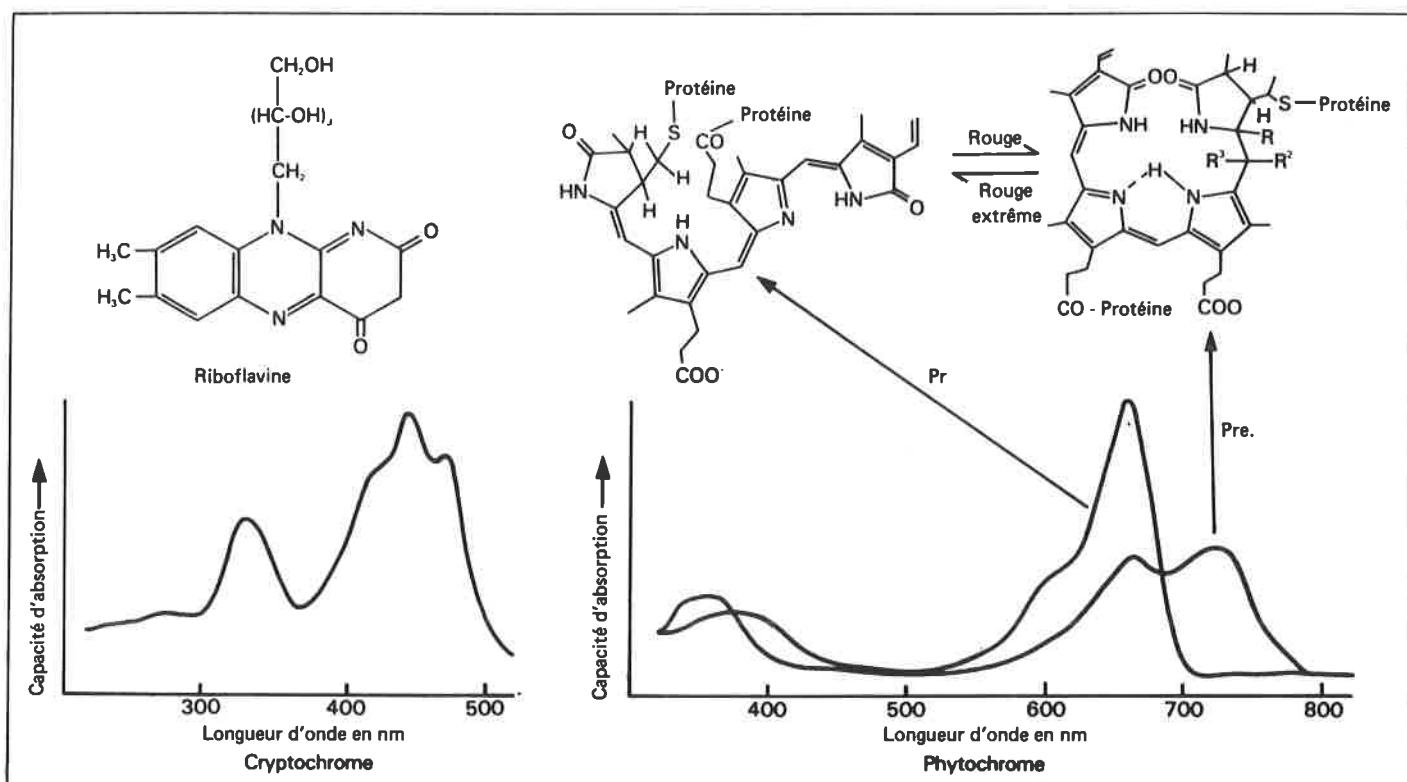 CH₂OH
(HC-OH)₃
CH₂
N
N
O
H₃C
H₃C
N
O
Riboflavine
Protéine
Protéine
O
H
S
CO
H
NH
H
H
N
N
NH
O
COO⁻
Rouge
Rouge
extrême
H
O O
S
Protéine
NH
HN
H
R
R³
R²
H
N
N
CO - Protéine
COO
Pr
Pre.
Capacité d'absorption
300
400
500
Longueur d'onde en nm
Cryptochrome
Capacité d'absorption
400
500
600
700
800
Longueur d'onde en nm
Phytochrome